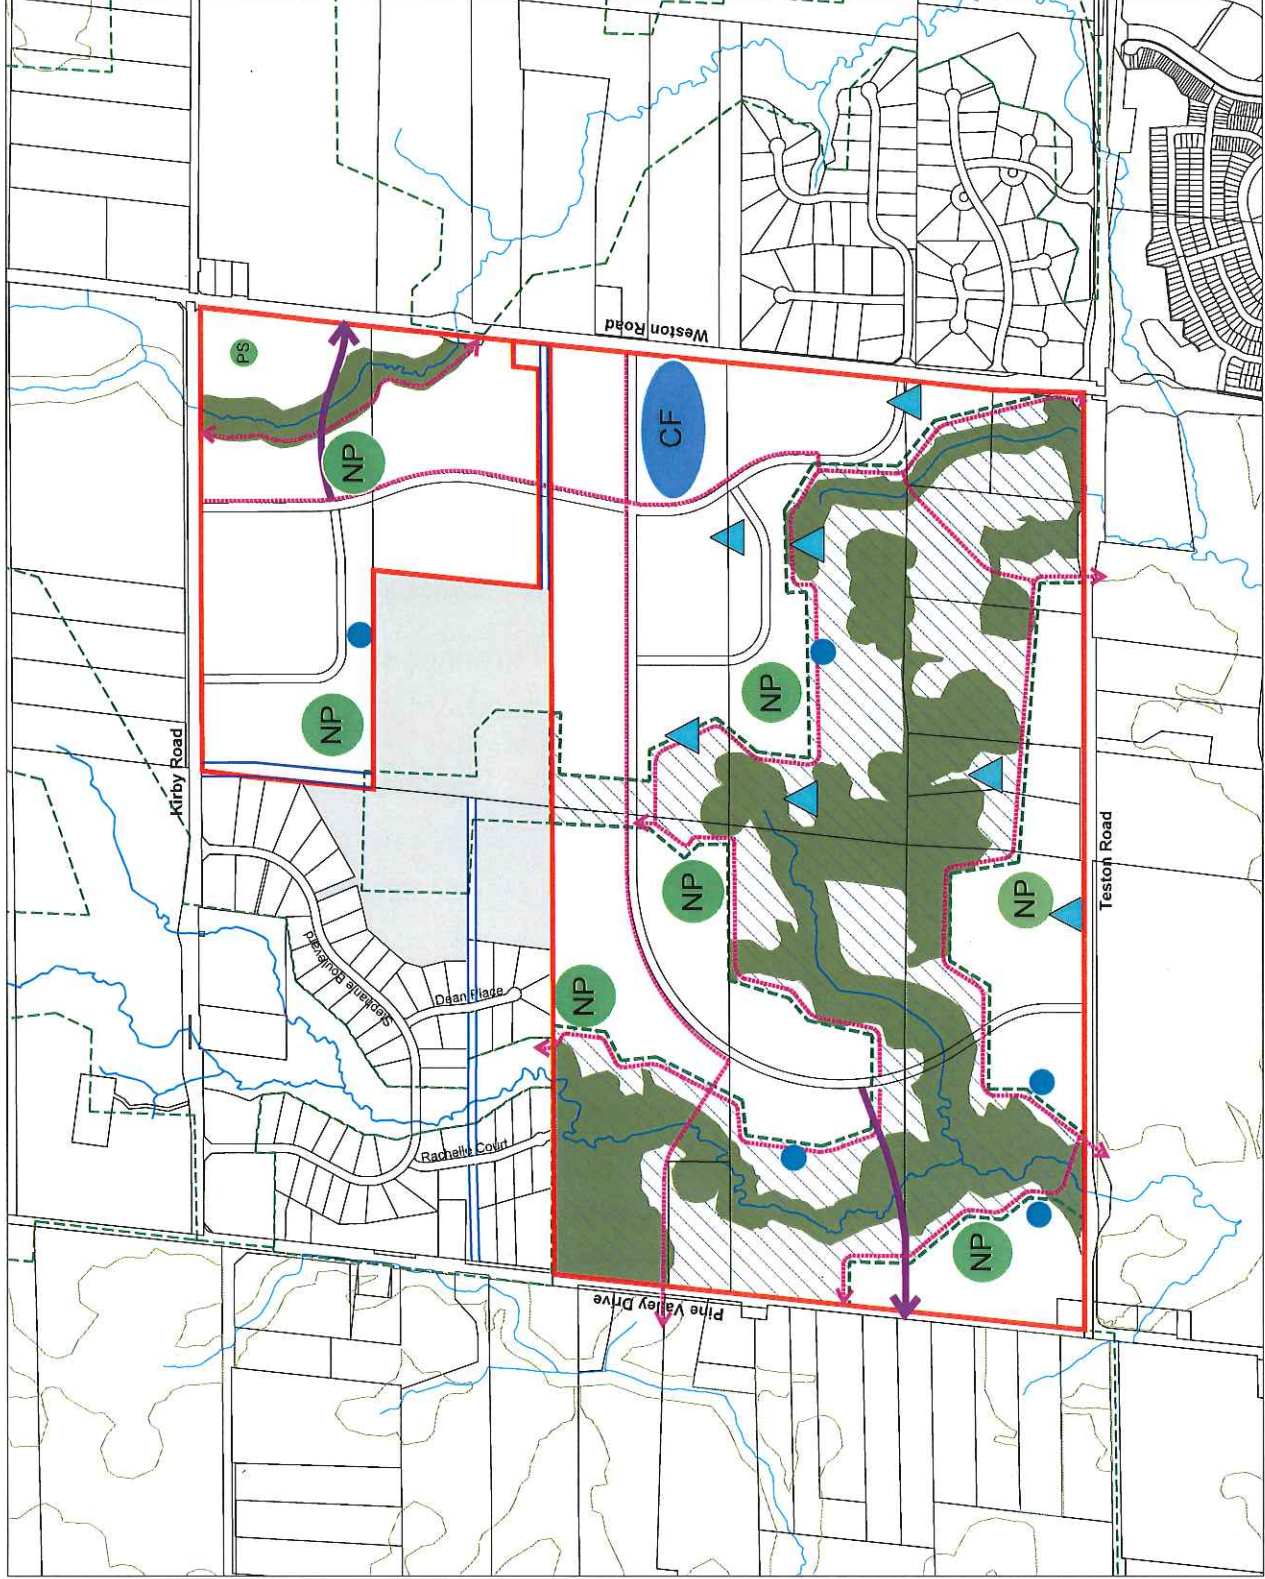 Weston Road
PS
CF
NP
NP
NP
Kirby Road
NP
NP
Teston Road
Stephanie Boulevard
Dean Place
NP
Rachelle Court
NP
Pine Valley Drive